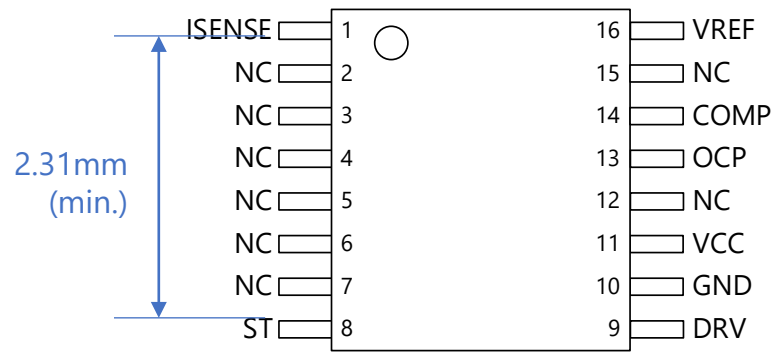 ISENSE 1 16 VREF
NC 2 15 NC
NC 3 14 COMP
NC 4 13 OCP
NC 5 12 NC
NC 6 11 VCC
NC 7 10 GND
ST 8 9 DRV
2.31mm
(min.)